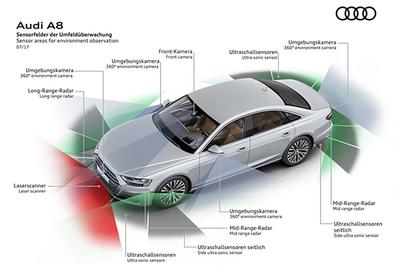 Audi A8
Sensorfelder der Umfeldüberwachung
Sensor areas for environment observation
07/17
Front-Kamera
Front camera
Umgebungskamera
360° environment camera
Ultraschallsensoren
Ultra sonic sensor
Umgebungskamera
360° environment camera
Umgebungskamera
360° environment camera
Long-Range-Radar
Long range radar
Laserscanner
Laser scanner
Umgebungskamera
360° environment camera
Mid-Range-Radar
Mid range radar
Mid-Range-Radar
Mid-range radar
Ultraschallsensoren
seitlich
Side ultra sonic sensor
Ultraschallsensoren seitlich
Side ultra sonic sensor
Ultraschallsensoren
Ultra sonic sensors